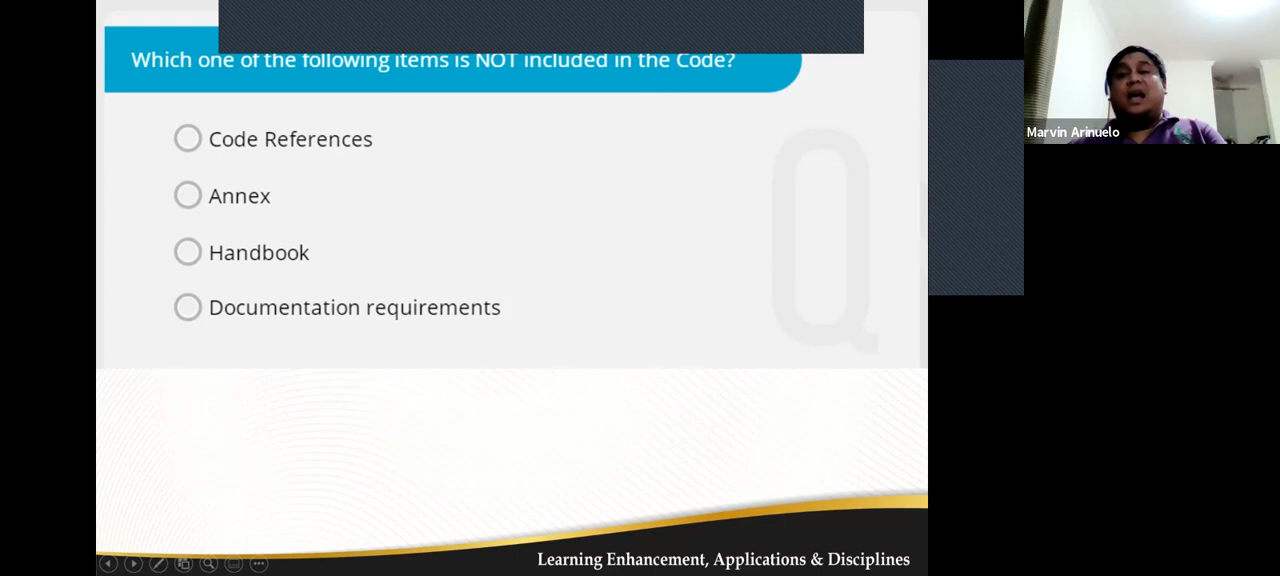 Which one of the following items is NOT included in the Code?
Code References
Annex
Handbook
Documentation requirements
Q
Learning Enhancement, Applications & Disciplines
Marvin Arinuelo